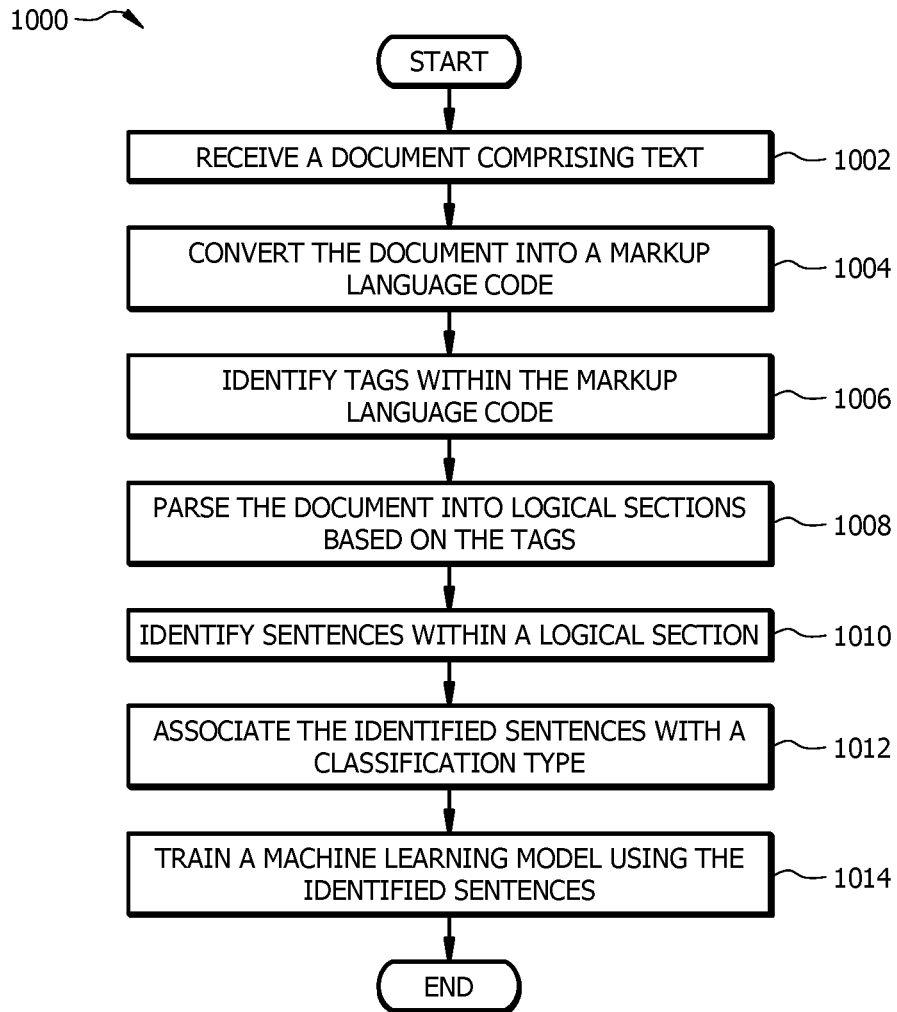 1000
START
RECEIVE A DOCUMENT COMPRISING TEXT
1002
CONVERT THE DOCUMENT INTO A MARKUP
LANGUAGE CODE
1004
IDENTIFY TAGS WITHIN THE MARKUP
LANGUAGE CODE
1006
PARSE THE DOCUMENT INTO LOGICAL SECTIONS
BASED ON THE TAGS
1008
IDENTIFY SENTENCES WITHIN A LOGICAL SECTION
1010
ASSOCIATE THE IDENTIFIED SENTENCES WITH A
CLASSIFICATION TYPE
1012
TRAIN A MACHINE LEARNING MODEL USING THE
IDENTIFIED SENTENCES
1014
END